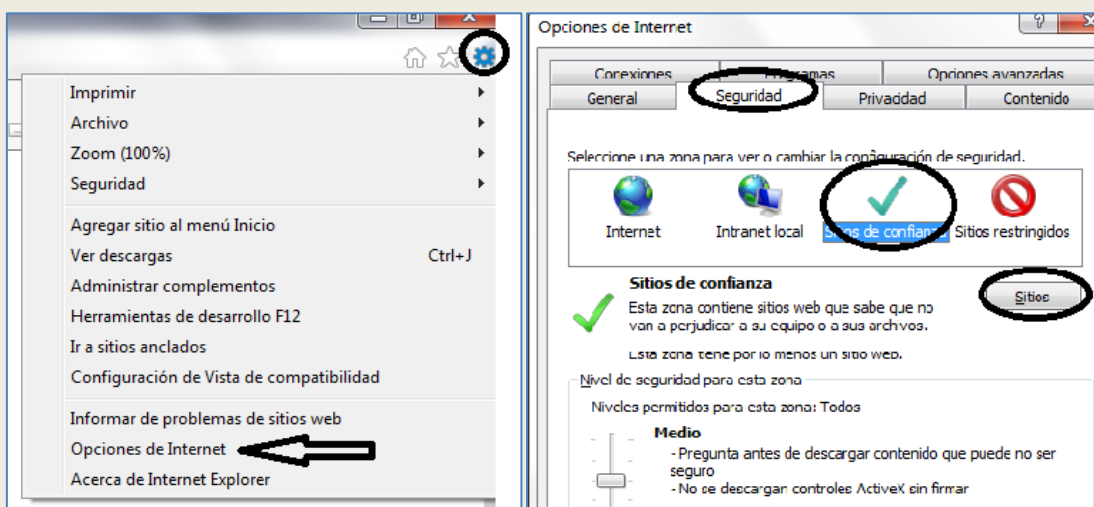 Imprimir
Archivo
Zoom (100%)
Seguridad
Agregar sitio al menú Inicio
Ver descargas Ctrl+J
Administrar complementos
Herramientas de desarrollo F12
Ir a sitios anclados
Configuración de Vista de compatibilidad
Informar de problemas de sitios web
Opciones de Internet
Acerca de Internet Explorer
Opciones de Internet
Conexiones Programas Opciones avanzadas
General Seguridad Privacidad Contenido
Seleccione una zona para ver o cambiar la configuración de seguridad.
Internet Intranet local Sitios de confianza Sitios restringidos
Sitios de confianza
Esta zona contiene sitios web que sabe que no
van a perjudicar a su equipo o a sus archivos.
Sitios
Esta zona tiene por lo menos un sitio web.
Nivel de seguridad para esta zona
Niveles permitidos para esta zona: Todos
Medio
- Pregunta antes de descargar contenido que puede no ser
seguro
- No se descargan controles ActiveX sin firmar